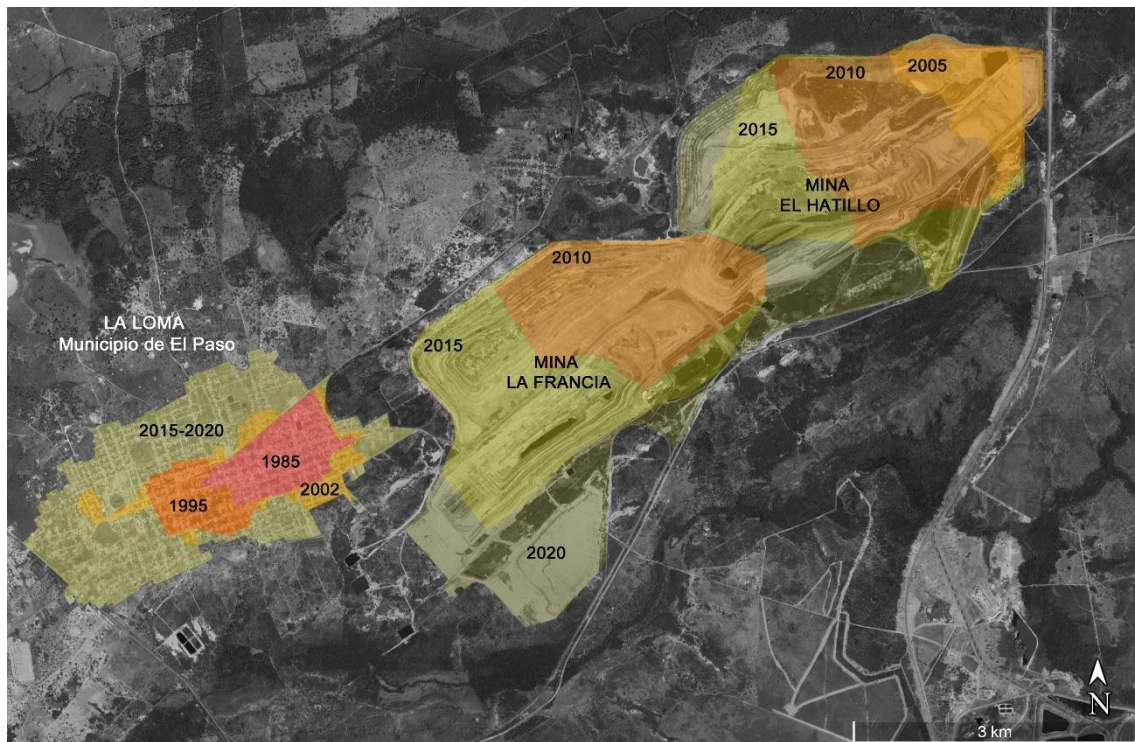 2005
2010
2015
MINA
EL HATILLO
2010
LA LOMA
Municipio de El Paso
2015
MINA
LA FRANCIA
2015-2020
1985
2002
1995
2020
N
3 km